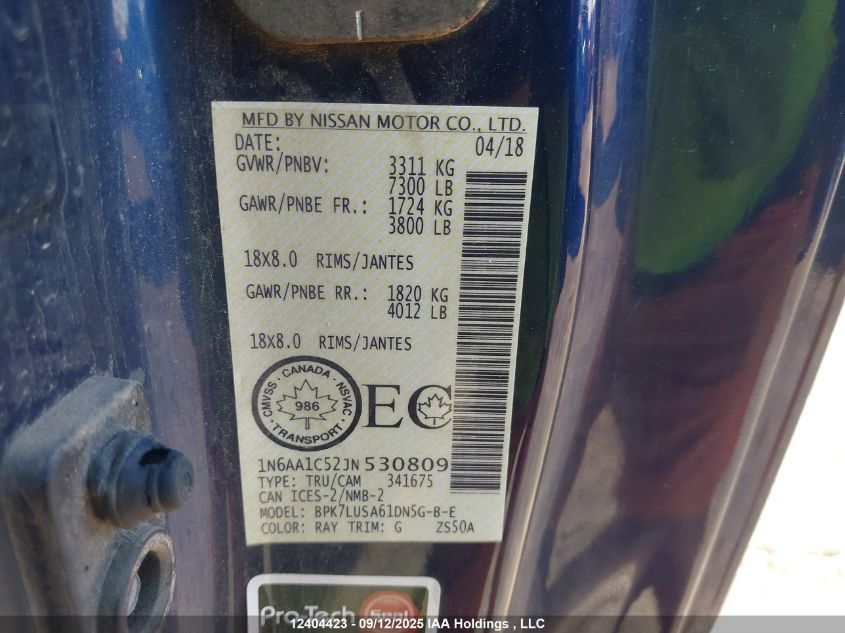 MFD BY NISSAN MOTOR CO., LTD.
DATE: 04/18
GVWR/PNBV: 3311 KG
7300 LB
GAWR/PNBE FR.: 1724 KG
3800 LB
18X8.0 RIMS/JANTES
GAWR/PNBE RR.: 1820 KG
4012 LB
18X8.0 RIMS/JANTES
CMVSS · CANADA · NSVAC · TRANSPORT ·
986
EC
1N6AA1C52JN530809
TYPE: TRU/CAM 341675
CAN ICES-2/NMB-2
MODEL: BPK7LUSA61DN5G-B-E
COLOR: RAY TRIM: G ZS50A
Pro-Tech Seal
12404423 - 09/12/2025 IAA Holdings , LLC